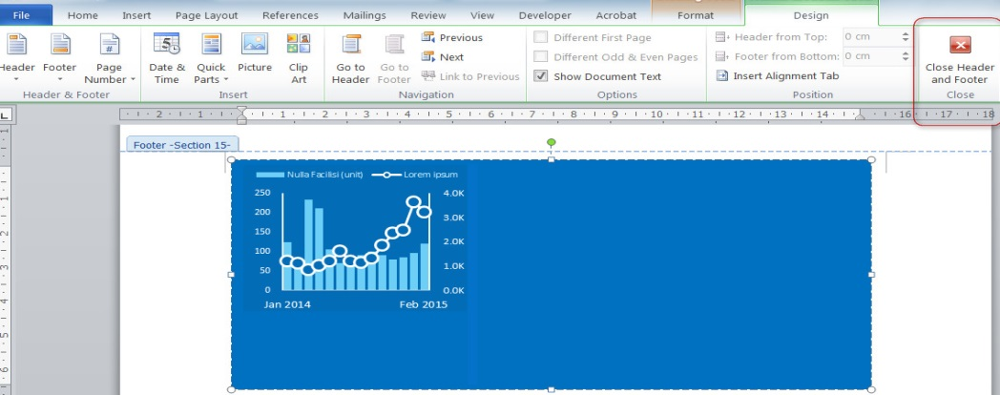 File Home Insert Page Layout References Mailings Review View Developer Acrobat Format Design
Header Footer Page Number
Header & Footer
5
Date & Time Quick Parts Picture Clip Art
Insert
Go to Header Go to Footer
Previous
Next
Link to Previous
Navigation
Different First Page
Different Odd & Even Pages
Show Document Text
Options
Header from Top: 0 cm
Footer from Bottom: 0 cm
Insert Alignment Tab
Position
Close Header and Footer
Close
2 1 1 2 3 4 5 6 7 8 9 10 11 12 13 14 16 17 18
Footer -Section 15-
Nulla Facilisi (unit) Lorem ipsum
250 4.0K
200 3.0K
150 2.0K
100 1.0K
50 0.0K
0
Jan 2014 Feb 2015